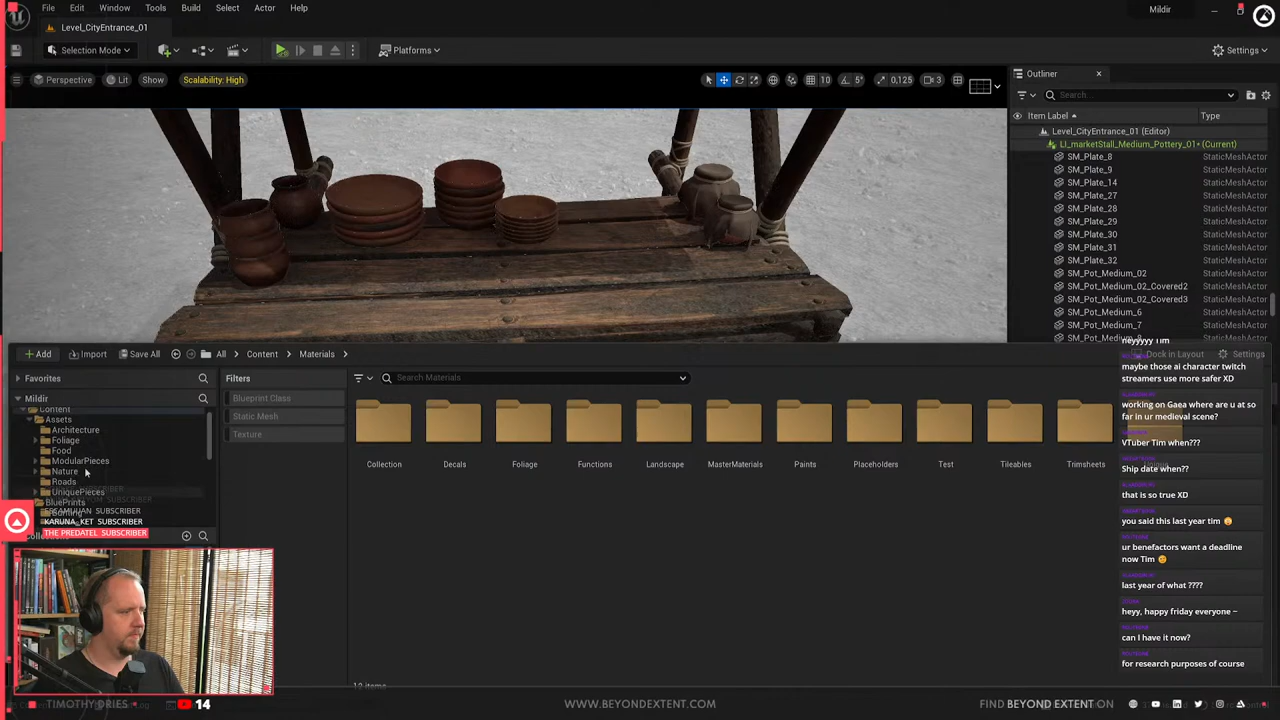 File Edit Window Tools Build Select Actor Help
Mildir
Level_CityEntrance_01
Selection Mode
Platforms
Settings
Perspective
Lit
Show
Scalability: High
10
5°
0,125
3
Outliner
Search...
Item Label
Type
Level_CityEntrance_01 (Editor)
LI_marketStall_Medium_Pottery_01 (Current)
SM_Plate_8 StaticMeshActor
SM_Plate_9 StaticMeshActor
SM_Plate_14 StaticMeshActor
SM_Plate_27 StaticMeshActor
SM_Plate_28 StaticMeshActor
SM_Plate_29 StaticMeshActor
SM_Plate_30 StaticMeshActor
SM_Plate_31 StaticMeshActor
SM_Plate_32 StaticMeshActor
SM_Pot_Medium_02 StaticMeshActor
SM_Pot_Medium_02_Covered2 StaticMeshActor
SM_Pot_Medium_02_Covered3 StaticMeshActor
SM_Pot_Medium_6 StaticMeshActor
SM_Pot_Medium_7 StaticMeshActor
Add
Import
Save All
All
Content
Materials
Dock in Layout
Settings
Favorites
Mildir
Content
Assets
Architecture
Foliage
Food
ModularPieces
Nature
Roads
UniquePieces
BluePrints
Filters
Blueprint Class
Static Mesh
Texture
Search Materials
Collection
Decals
Foliage
Functions
Landscape
MasterMaterials
Paints
Placeholders
Test
Tileables
Trimsheets
KARUNA_KET SUBSCRIBER
THE PREDATEL SUBSCRIBER
heyyyyy Tim
maybe those ai character twitch
streamers use more safer XD
working on Gaea where are u at so
far in ur medieval scene?
VTuber Tim when???
Ship date when??
that is so true XD
you said this last year tim
ur benefactors want a deadline
now Tim
last year of what ????
heyy, happy friday everyone ~
can I have it now?
for research purposes of course
TIMOTHY DRIES
14
WWW.BEYONDEXTENT.COM
FIND BEYOND EXTENT ON